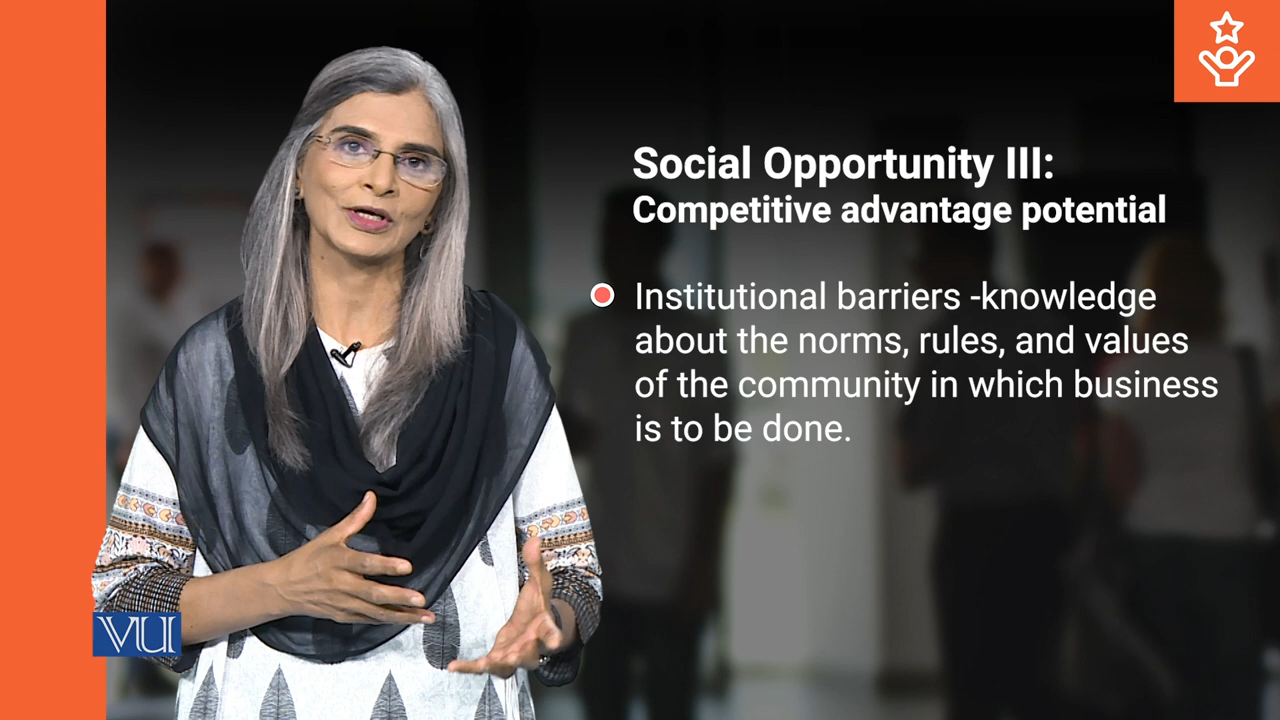 Social Opportunity III:
Competitive advantage potential
Institutional barriers -knowledge
about the norms, rules, and values
of the community in which business
is to be done.
VU